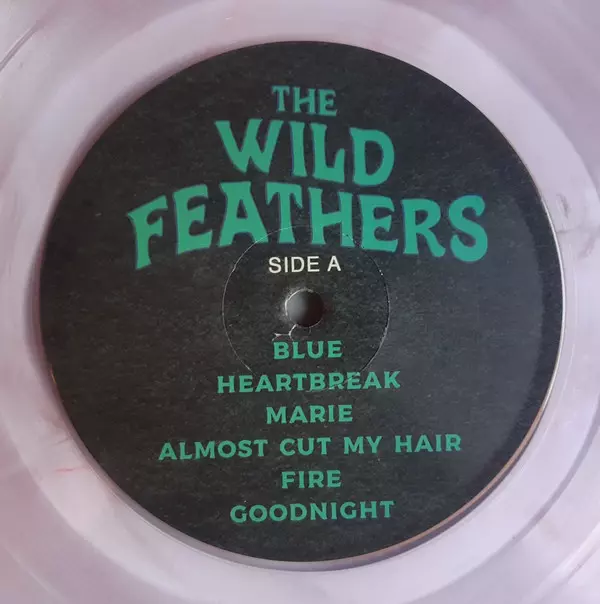 THE
WILD
FEATHERS
SIDE A
BLUE
HEARTBREAK
MARIE
ALMOST CUT MY HAIR
FIRE
GOODNIGHT